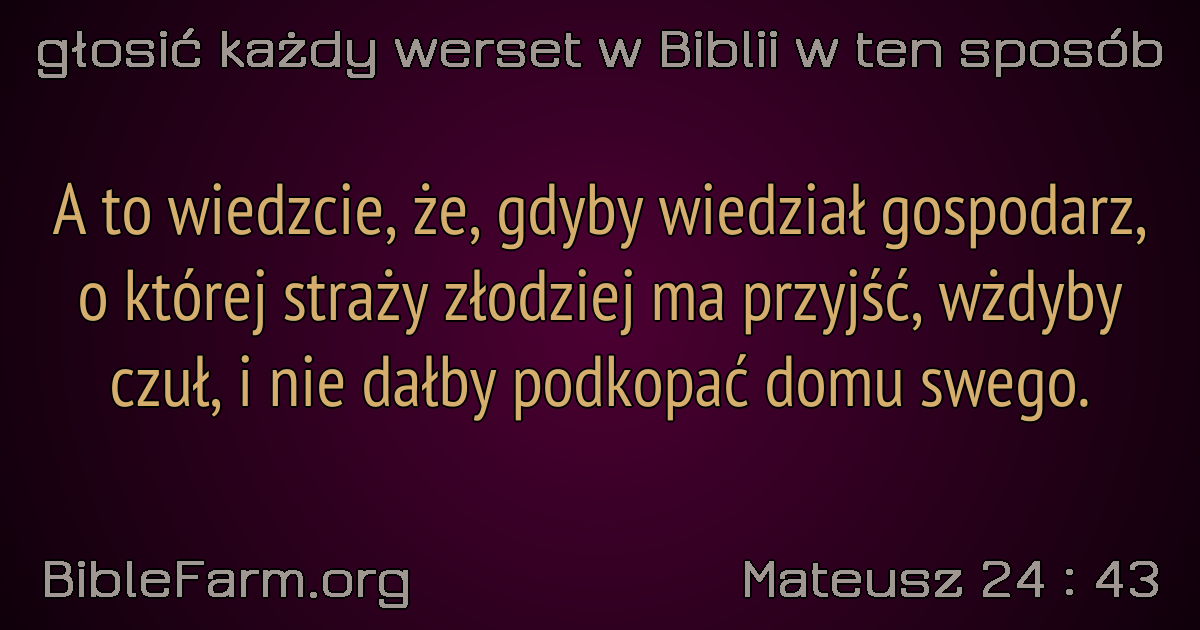 głosić każdy werset w Biblii w ten sposób
A to wiedzcie, że, gdyby wiedział gospodarz,
o której straży złodziej ma przyjść, wżdyby
czuł, i nie dałby podkopać domu swego.
BibleFarm.org
Mateusz 24 : 43